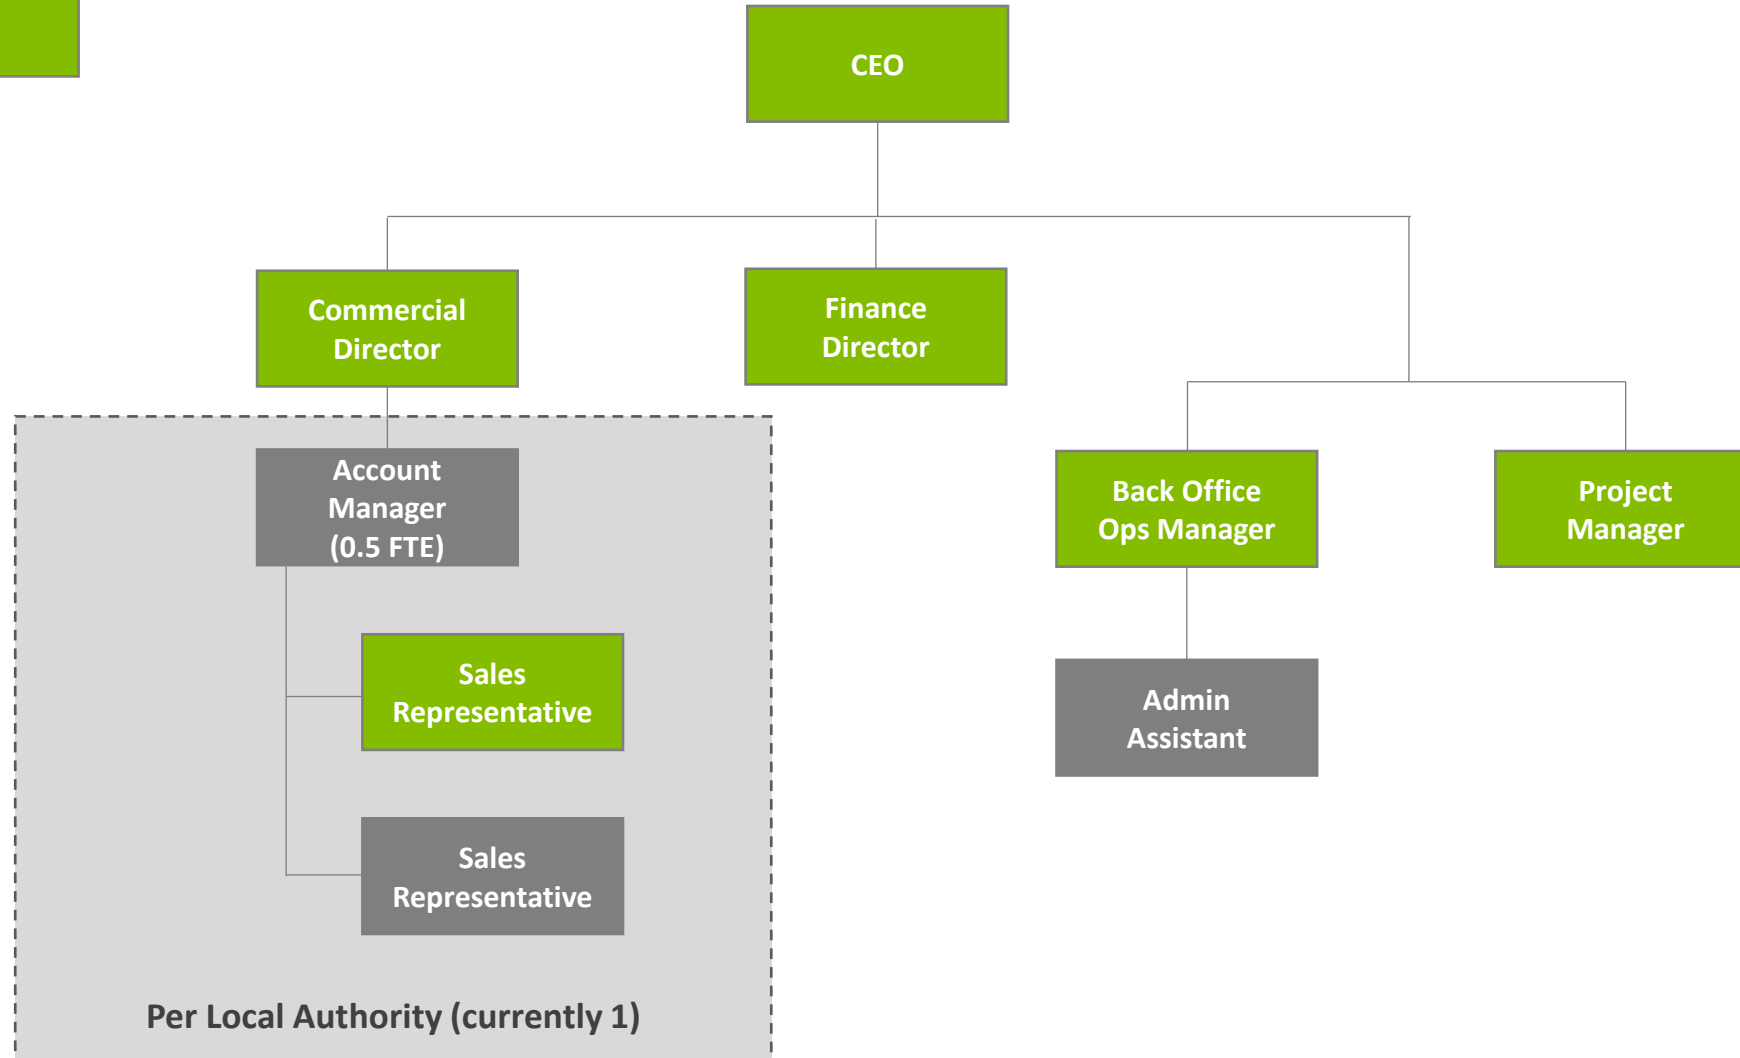 CEO
Commercial
Director
Finance
Director
Account
Manager
(0.5 FTE)
Back Office
Ops Manager
Project
Manager
Sales
Representative
Admin
Assistant
Sales
Representative
Per Local Authority (currently 1)